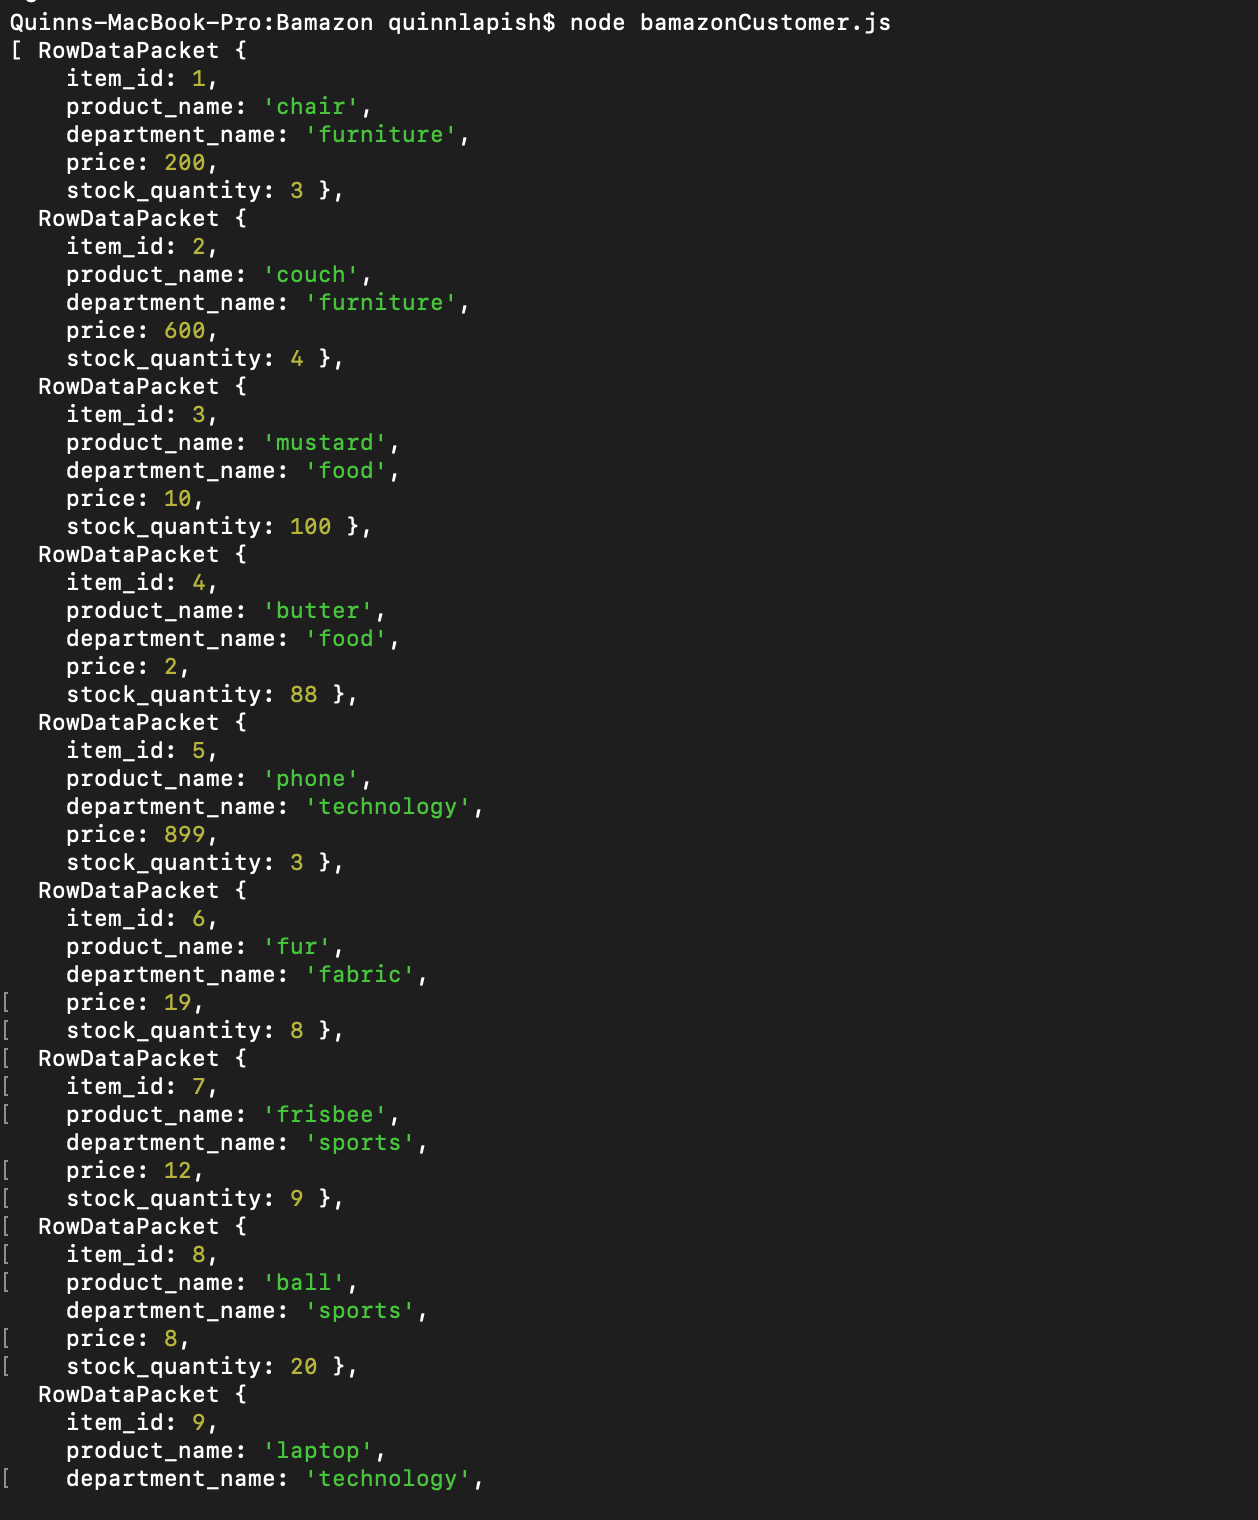 Quinns-MacBook-Pro:Bamazon quinnlapish$ node bamazonCustomer.js
[ RowDataPacket {
    item_id: 1,
    product_name: 'chair',
    department_name: 'furniture',
    price: 200,
    stock_quantity: 3 },
  RowDataPacket {
    item_id: 2,
    product_name: 'couch',
    department_name: 'furniture',
    price: 600,
    stock_quantity: 4 },
  RowDataPacket {
    item_id: 3,
    product_name: 'mustard',
    department_name: 'food',
    price: 10,
    stock_quantity: 100 },
  RowDataPacket {
    item_id: 4,
    product_name: 'butter',
    department_name: 'food',
    price: 2,
    stock_quantity: 88 },
  RowDataPacket {
    item_id: 5,
    product_name: 'phone',
    department_name: 'technology',
    price: 899,
    stock_quantity: 3 },
  RowDataPacket {
    item_id: 6,
    product_name: 'fur',
    department_name: 'fabric',
[    price: 19,
[    stock_quantity: 8 },
[  RowDataPacket {
[    item_id: 7,
[    product_name: 'frisbee',
    department_name: 'sports',
[    price: 12,
[    stock_quantity: 9 },
[  RowDataPacket {
[    item_id: 8,
[    product_name: 'ball',
    department_name: 'sports',
[    price: 8,
[    stock_quantity: 20 },
  RowDataPacket {
    item_id: 9,
    product_name: 'laptop',
[    department_name: 'technology',